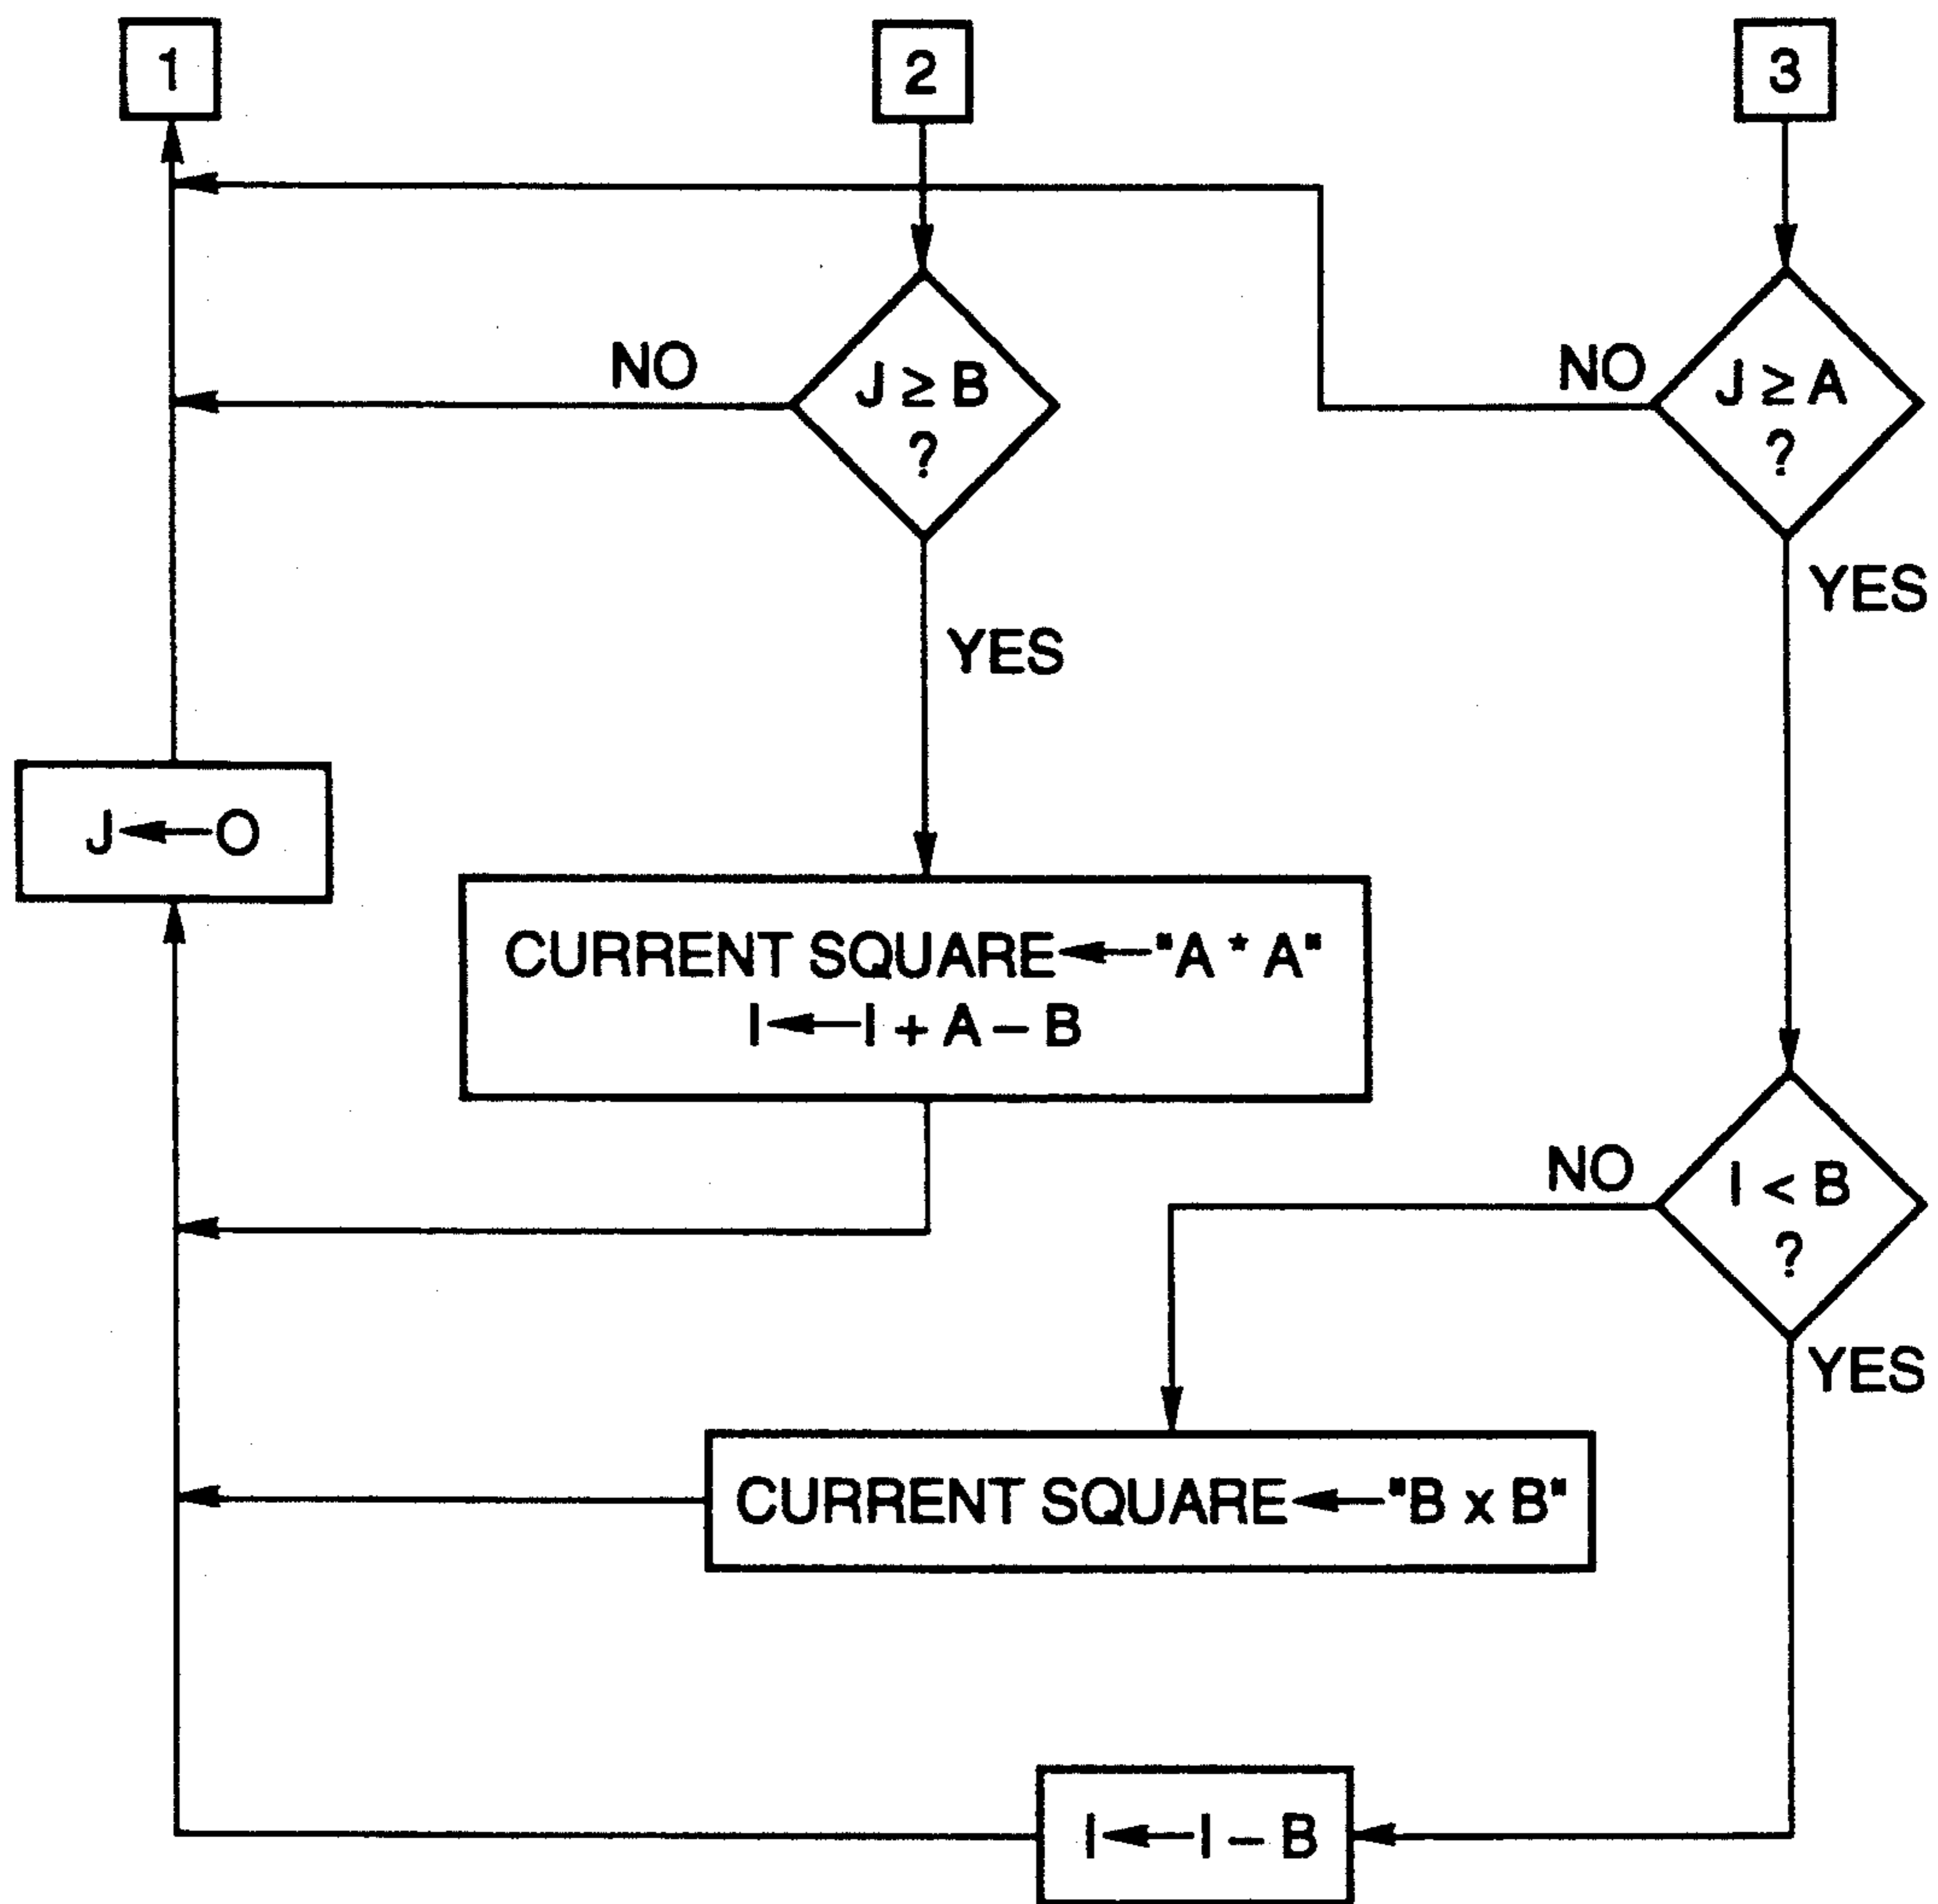 1
2
3
NO
J ≥ B
?
NO
J ≥ A
?
YES
YES
J←O
CURRENT SQUARE←"A * A"
I←I + A – B
NO
I < B
?
YES
CURRENT SQUARE←"B x B"
I←I – B